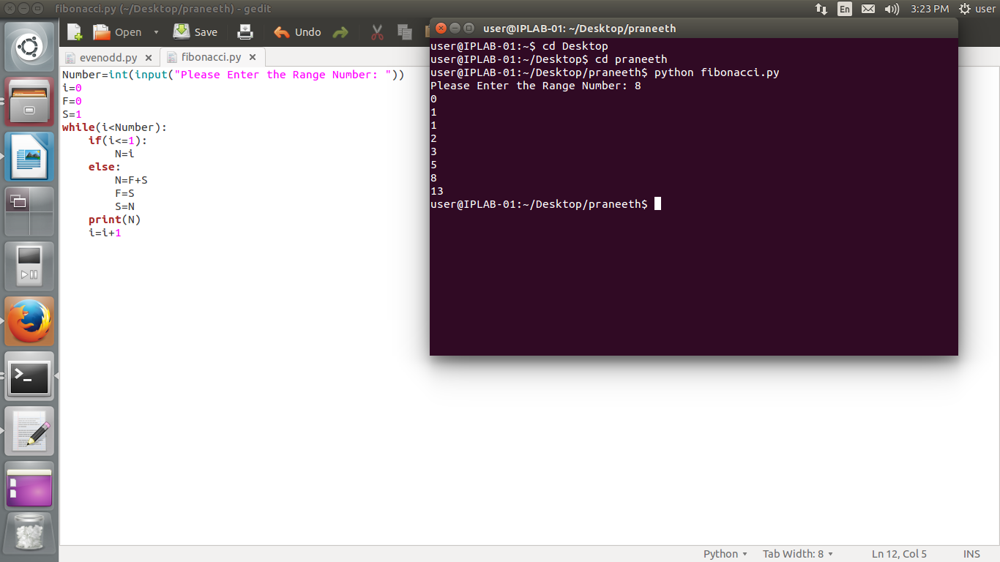 fibonacci.py (~/Desktop/praneeth) - gedit
En
3:23 PM
user
Open
Save
Undo
evenodd.py
fibonacci.py
Number=int(input("Please Enter the Range Number: "))
i=0
F=0
S=1
while(i<Number):
    if(i<=1):
        N=i
    else:
        N=F+S
        F=S
        S=N
    print(N)
    i=i+1
user@IPLAB-01: ~/Desktop/praneeth
user@IPLAB-01:~$ cd Desktop
user@IPLAB-01:~/Desktop$ cd praneeth
user@IPLAB-01:~/Desktop/praneeth$ python fibonacci.py
Please Enter the Range Number: 8
0
1
1
2
3
5
8
13
user@IPLAB-01:~/Desktop/praneeth$
Python
Tab Width: 8
Ln 12, Col 5
INS